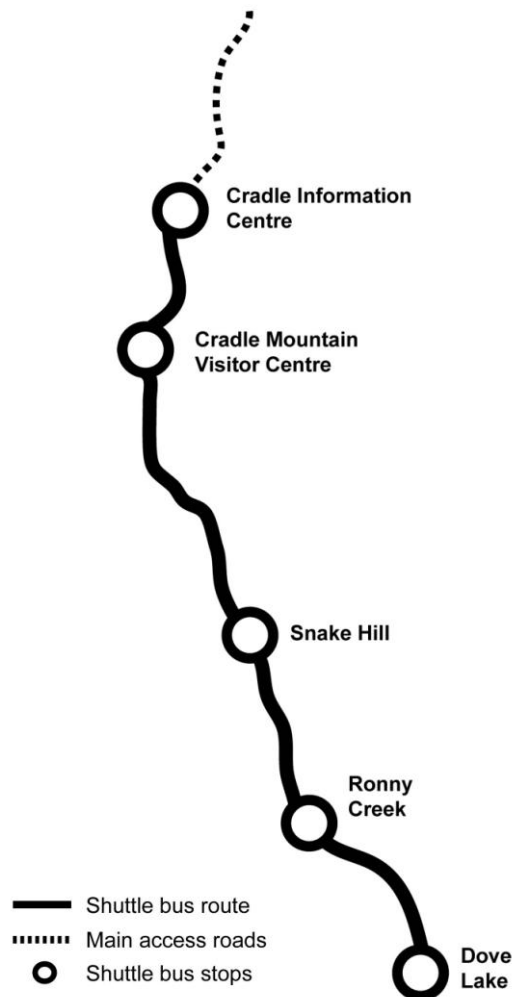 Cradle Information
Centre
Cradle Mountain
Visitor Centre
Snake Hill
Ronny
Creek
Shuttle bus route
Main access roads
Shuttle bus stops
Dove
Lake